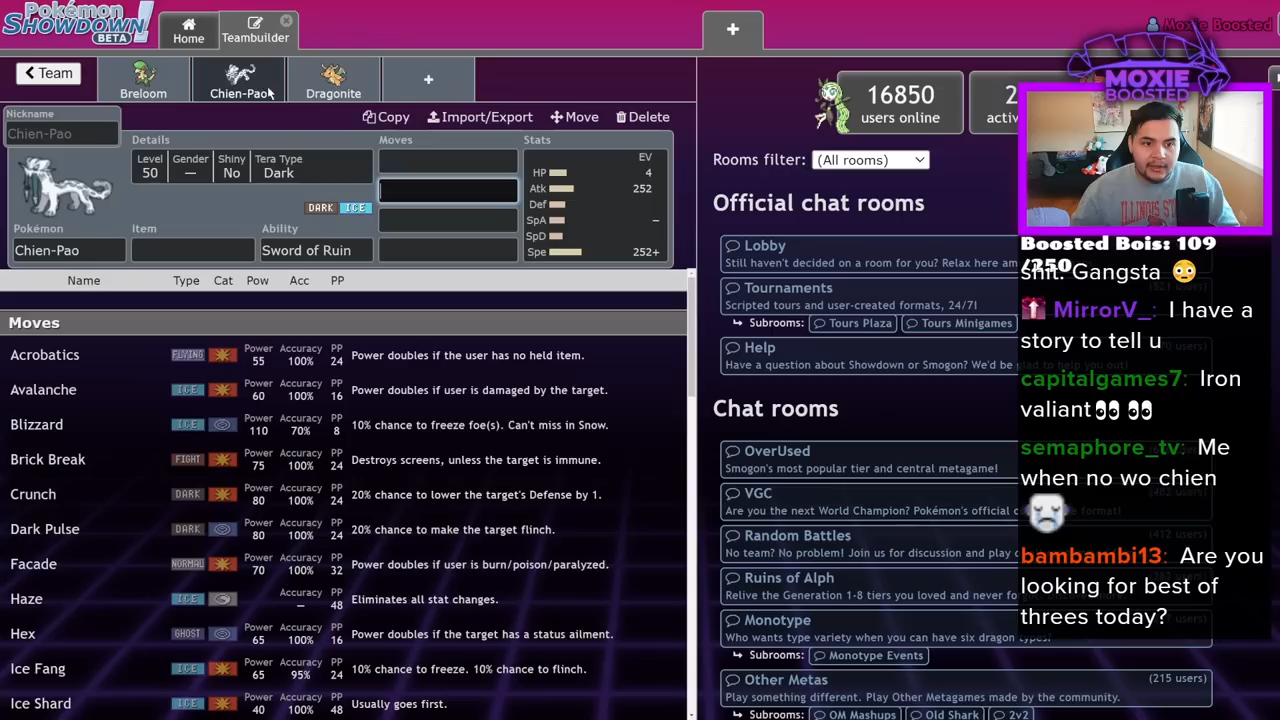 Pokémon
SHOWDOWN!
BETA
Home
Teambuilder
+
Moxie Boosted
Team
Breloom
Chien-Pao
Dragonite
+
Copy
Import/Export
Move
Delete
Nickname
Chien-Pao
Details
Level
50
Gender
—
Shiny
No
Tera Type
Dark
DARK ICE
Pokémon
Chien-Pao
Item
Ability
Sword of Ruin
Moves
Stats
EV
HP 4
Atk 252
Def
SpA –
SpD
Spe 252+
Name Type Cat Pow Acc PP
Moves
Acrobatics FLYING Power 55 Accuracy 100% PP 24 Power doubles if the user has no held item.
Avalanche ICE Power 60 Accuracy 100% PP 16 Power doubles if user is damaged by the target.
Blizzard ICE Power 110 Accuracy 70% PP 8 10% chance to freeze foe(s). Can't miss in Snow.
Brick Break FIGHT Power 75 Accuracy 100% PP 24 Destroys screens, unless the target is immune.
Crunch DARK Power 80 Accuracy 100% PP 24 20% chance to lower the target's Defense by 1.
Dark Pulse DARK Power 80 Accuracy 100% PP 24 20% chance to make the target flinch.
Facade NORMAL Power 70 Accuracy 100% PP 32 Power doubles if user is burn/poison/paralyzed.
Haze ICE Accuracy — PP 48 Eliminates all stat changes.
Hex GHOST Power 65 Accuracy 100% PP 16 Power doubles if the target has a status ailment.
Ice Fang ICE Power 65 Accuracy 95% PP 24 10% chance to freeze. 10% chance to flinch.
Ice Shard ICE Power 40 Accuracy 100% PP 48 Usually goes first.
16850
users online
2
activ
Rooms filter: (All rooms)
Official chat rooms
Lobby
Still haven't decided on a room for you? Relax here am
Tournaments
Scripted tours and user-created formats, 24/7!
Subrooms: Tours Plaza Tours Minigames
Help
Have a question about Showdown or Smogon? We'd be glad to help you out!
Chat rooms
OverUsed
Smogon's most popular tier and central metagame!
VGC
Are you the next World Champion? Pokémon's official format!
Random Battles (412 users)
No team? No problem! Join us for discussion and play
Ruins of Alph
Relive the Generation 1-8 tiers you loved and never
Monotype
Who wants type variety when you can have six dragon types?
Subrooms: Monotype Events
Other Metas (215 users)
Play something different. Play Other Metagames made by the community.
Subrooms: OM Mashups Old Shark 2v2
MOXIE
BOOSTED
ILLINOIS ST
Boosted Bois: 109
/250
shit. Gangsta 😳
MirrorV_: I have a
story to tell u
capitalgames7: Iron
valiant👀 👀
semaphore_tv: Me
when no wo chien
bambambi13: Are you
looking for best of
threes today?